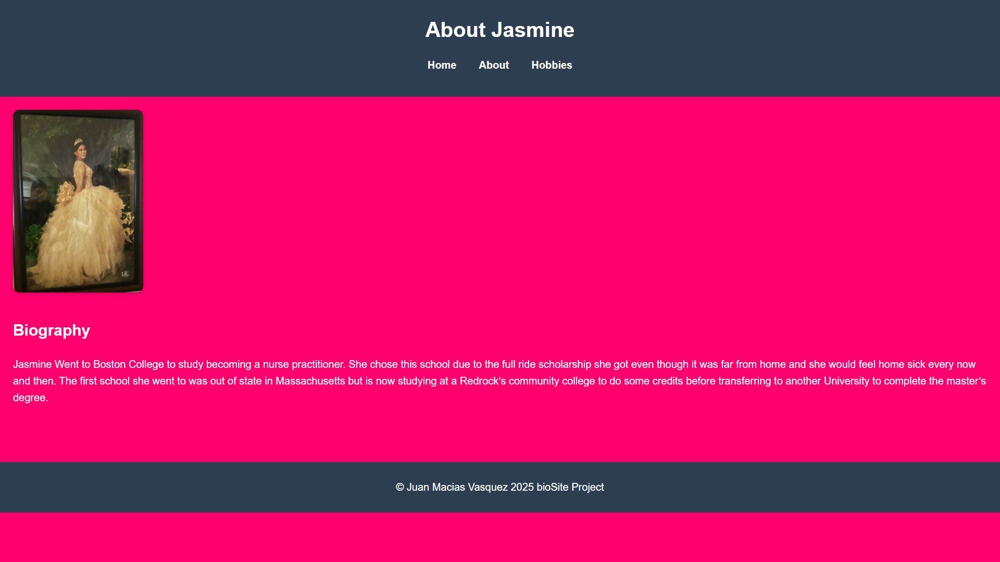 About Jasmine
Home About Hobbies
Biography
Jasmine Went to Boston College to study becoming a nurse practitioner. She chose this school due to the full ride scholarship she got even though it was far from home and she would feel home sick every now
and then. The first school she went to was out of state in Massachusetts but is now studying at a Redrock’s community college to do some credits before transferring to another University to complete the master’s
degree.
© Juan Macias Vasquez 2025 bioSite Project